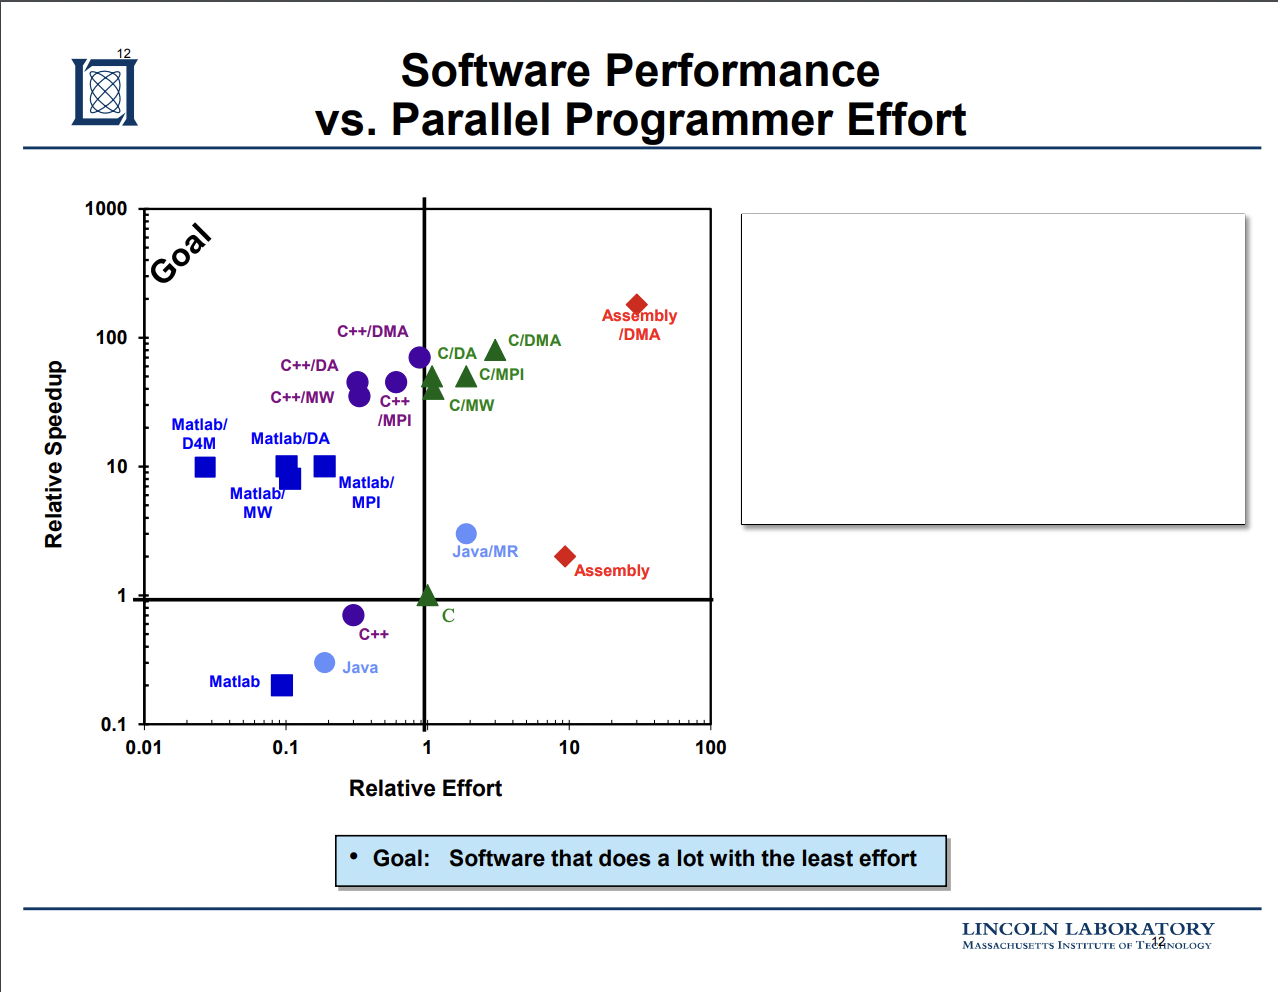 12
Software Performance
vs. Parallel Programmer Effort
1000
100
10
1
0.1
Relative Speedup
Goal
C++/DMA
C++/DA
C++/MW
C++
/MPI
C/DA
C/DMA
C/MPI
C/MW
Assembly
/DMA
Matlab/
D4M
Matlab/DA
Matlab/
MW
Matlab/
MPI
Java/MR
Assembly
C
C++
Java
Matlab
0.01
0.1
1
10
100
Relative Effort
• Goal: Software that does a lot with the least effort
LINCOLN LABORATORY
MASSACHUSETTS INSTITUTE OF TECHNOLOGY
12